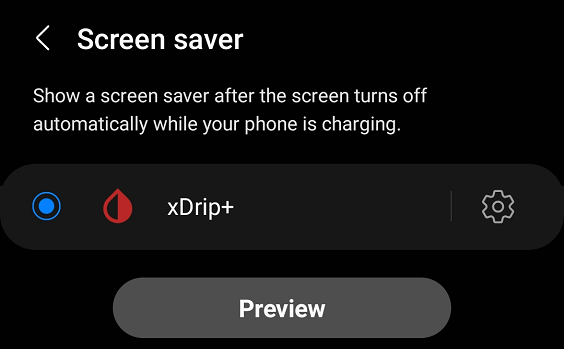 Screen saver
Show a screen saver after the screen turns off
automatically while your phone is charging.
xDrip+
Preview